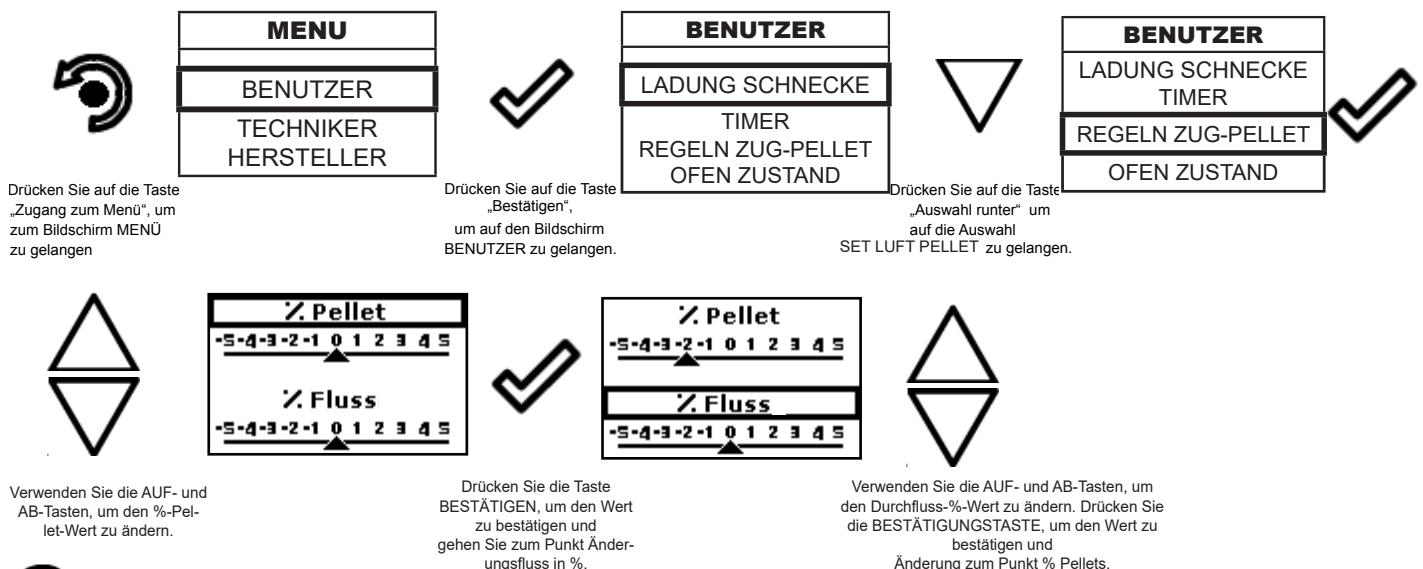 MENU
BENUTZER
TECHNIKER
HERSTELLER
Drücken Sie auf die Taste
„Zugang zum Menü“, um
zum Bildschirm MENÜ
zu gelangen
Drücken Sie auf die Taste
„Bestätigen“,
um auf den Bildschirm
BENUTZER zu gelangen.
BENUTZER
LADUNG SCHNECKE
TIMER
REGELN ZUG-PELLET
OFEN ZUSTAND
Drücken Sie auf die Taste
„Auswahl runter“ um
auf die Auswahl
SET LUFT PELLET zu gelangen.
BENUTZER
LADUNG SCHNECKE
TIMER
REGELN ZUG-PELLET
OFEN ZUSTAND
Verwenden Sie die AUF- und
AB-Tasten, um den %-Pel-
let-Wert zu ändern.
% Pellet
-5-4-3-2-1 0 1 2 3 4 5
% Fluss
-5-4-3-2-1 0 1 2 3 4 5
Drücken Sie die Taste
BESTÄTIGEN, um den Wert
zu bestätigen und
gehen Sie zum Punkt Änder-
ungsfluss in %.
% Pellet
-5-4-3-2-1 0 1 2 3 4 5
% Fluss
-5-4-3-2-1 0 1 2 3 4 5
Verwenden Sie die AUF- und AB-Tasten, um
den Durchfluss-%-Wert zu ändern. Drücken Sie
die BESTÄTIGUNGSTASTE, um den Wert zu
bestätigen und
Änderung zum Punkt % Pellets.